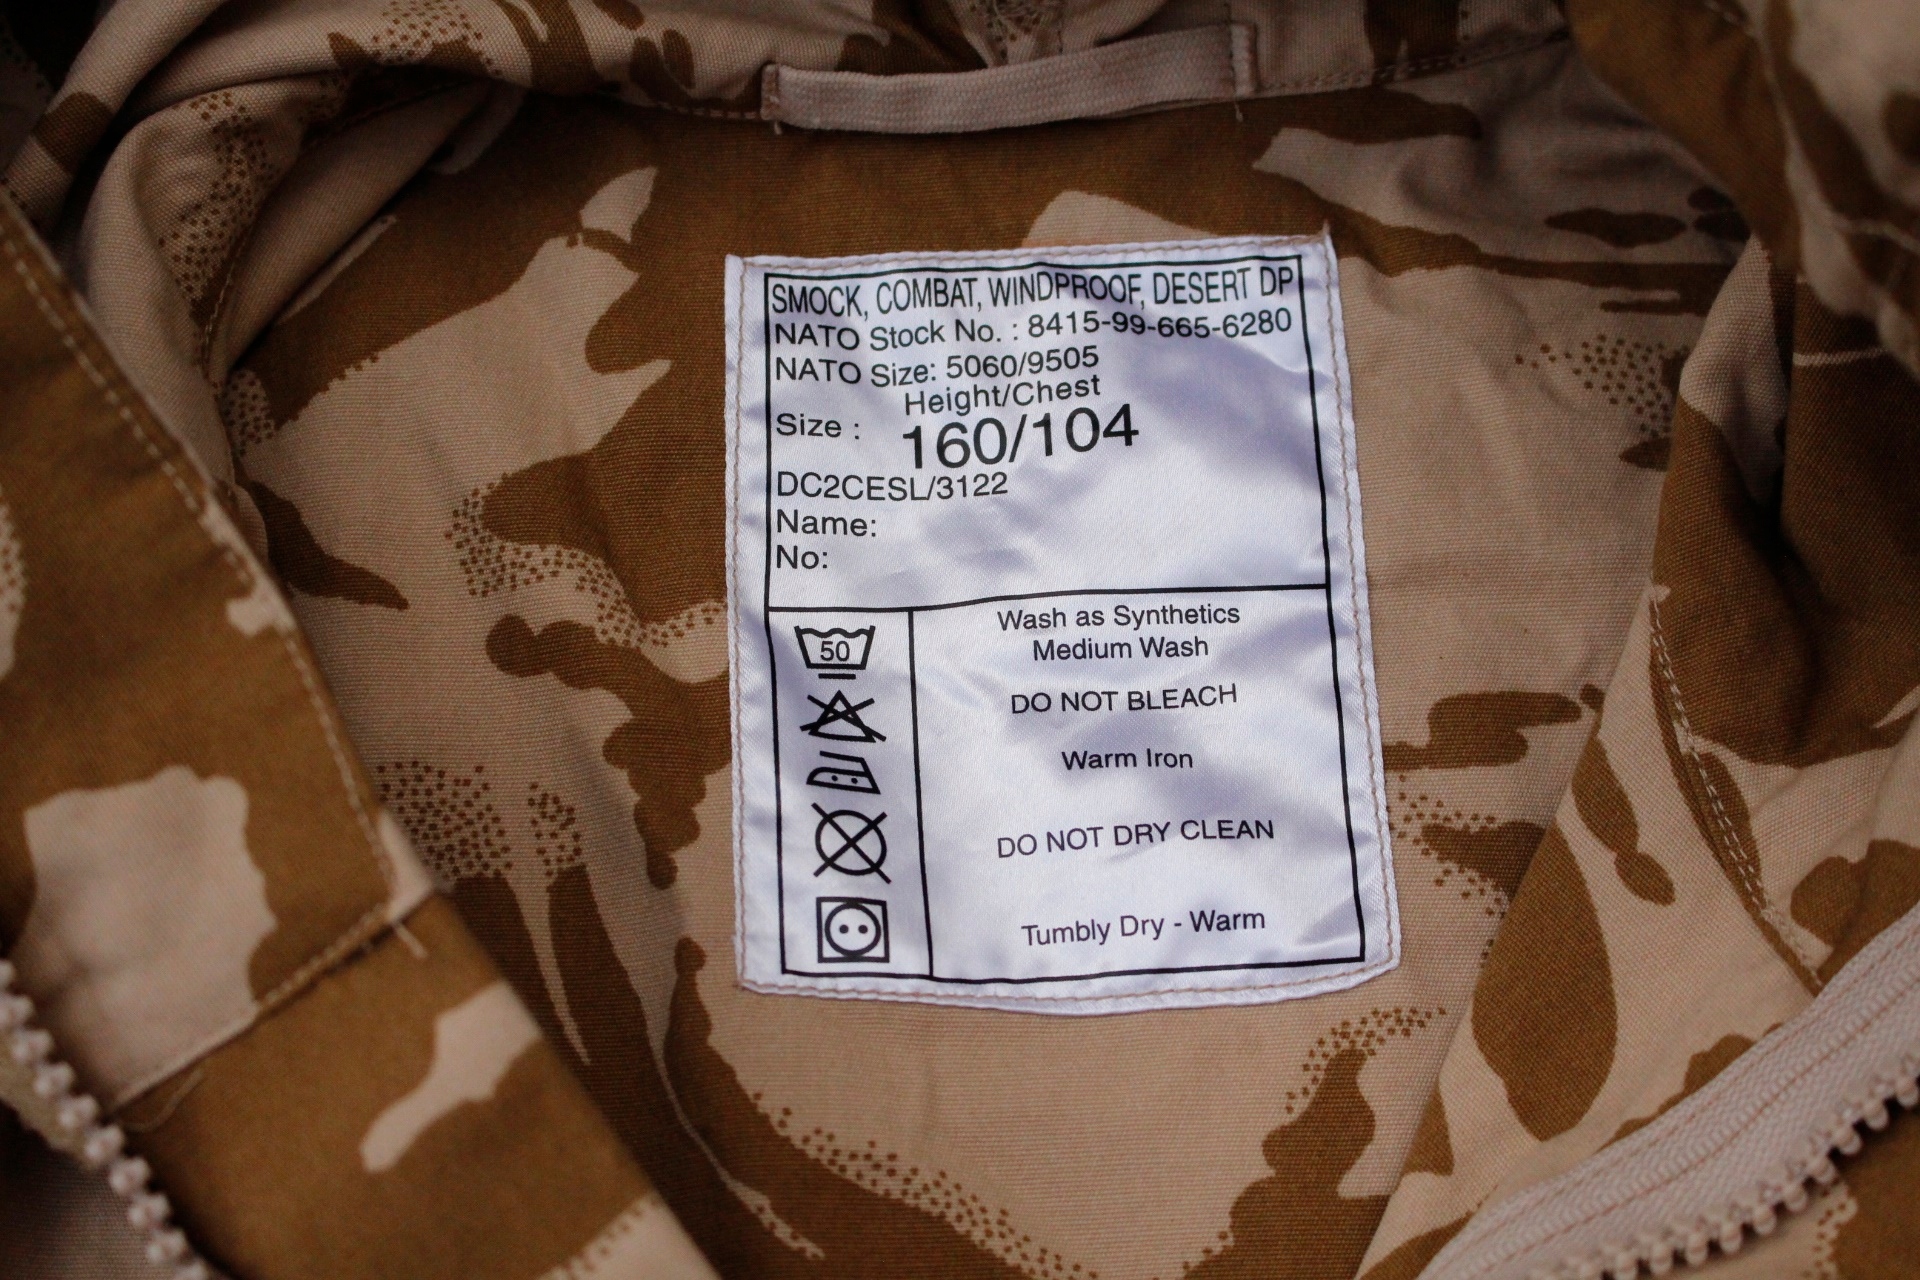 SMOCK, COMBAT, WINDPROOF, DESERT DP
NATO Stock No. : 8415-99-665-6280
NATO Size: 5060/9505
Height/Chest
Size : 160/104
DC2CESL/3122
Name:
No:
50
Wash as Synthetics
Medium Wash
DO NOT BLEACH
Warm Iron
DO NOT DRY CLEAN
Tumbly Dry - Warm